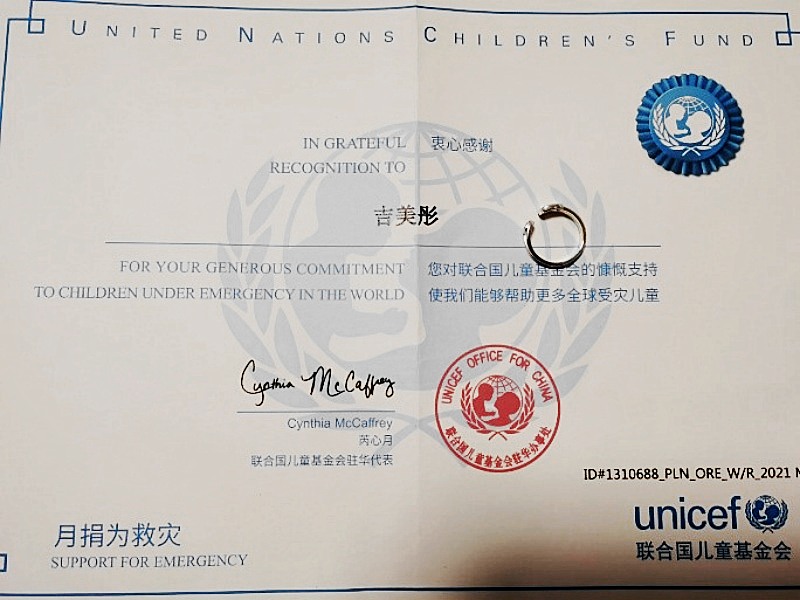 UNITED NATIONS CHILDREN'S FUND
IN GRATEFUL 衷心感谢
RECOGNITION TO
吉美彤
FOR YOUR GENEROUS COMMITMENT 您对联合国儿童基金会的慷慨支持
TO CHILDREN UNDER EMERGENCY IN THE WORLD 使我们能够帮助更多全球受灾儿童
Cynthia McCaffrey
Cynthia McCaffrey
芮心月
联合国儿童基金会驻华代表
UNICEF OFFICE FOR CHINA
联合国儿童基金会驻华办事处
ID#1310688_PLN_ORE_W/R_2021 N
月捐为救灾
SUPPORT FOR EMERGENCY
unicef
联合国儿童基金会